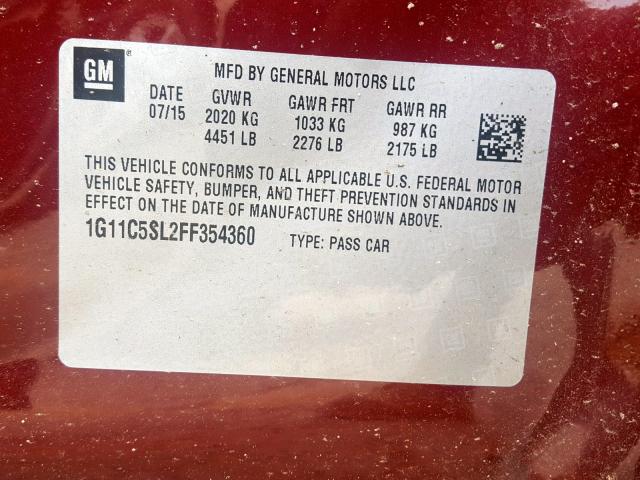 GM ®
MFD BY GENERAL MOTORS LLC
DATE GVWR GAWR FRT GAWR RR
07/15 2020 KG 1033 KG 987 KG
4451 LB 2276 LB 2175 LB
THIS VEHICLE CONFORMS TO ALL APPLICABLE U.S. FEDERAL MOTOR
VEHICLE SAFETY, BUMPER, AND THEFT PREVENTION STANDARDS IN
EFFECT ON THE DATE OF MANUFACTURE SHOWN ABOVE.
1G11C5SL2FF354360 TYPE: PASS CAR